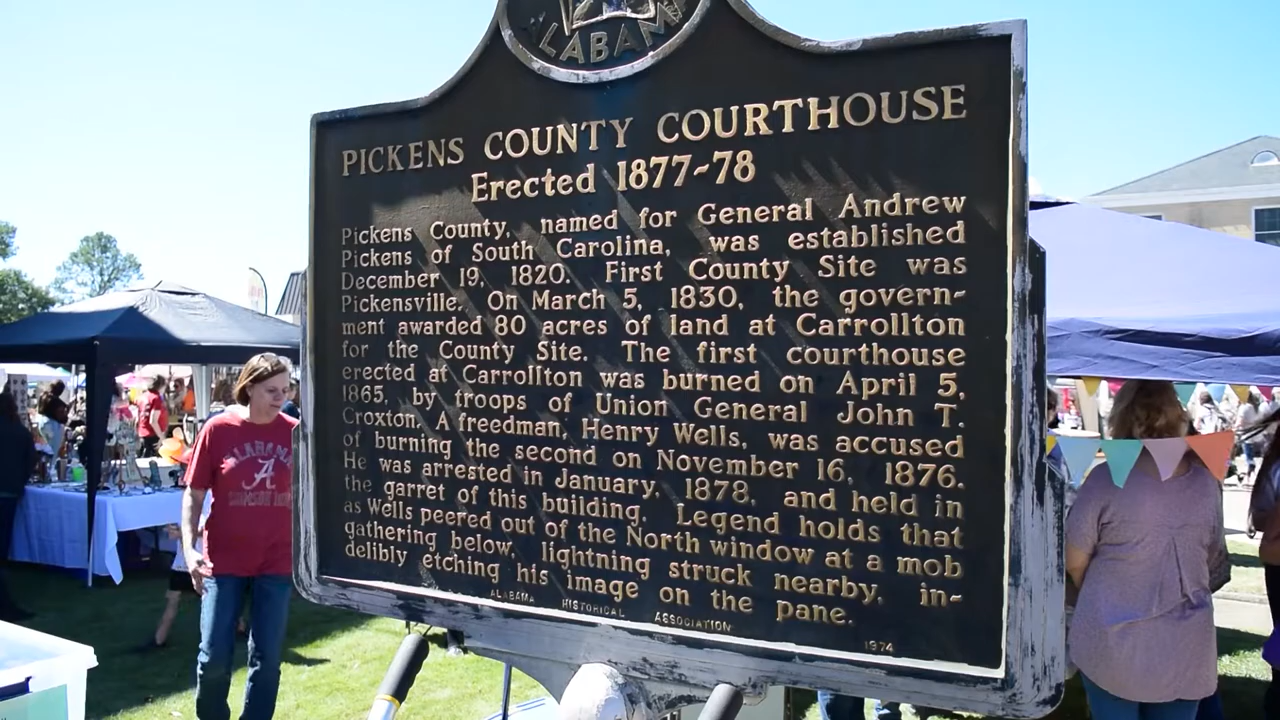 ALABAMA
PICKENS COUNTY COURTHOUSE
Erected 1877-78
Pickens County, named for General Andrew
Pickens of South Carolina, was established
December 19, 1820. First County Site was
Pickensville. On March 5, 1830, the govern-
ment awarded 80 acres of land at Carrollton
for the County Site. The first courthouse
erected at Carrollton was burned on April 5,
1865, by troops of Union General John T.
Croxton. A freedman, Henry Wells, was accused
of burning the second on November 16, 1876.
He was arrested in January, 1878, and held in
the garret of this building. Legend holds that
as Wells peered out of the North window at a mob
gathering below, lightning struck nearby, in-
delibly etching his image on the pane.
ALABAMA HISTORICAL ASSOCIATION
1974
ALABAMA
A